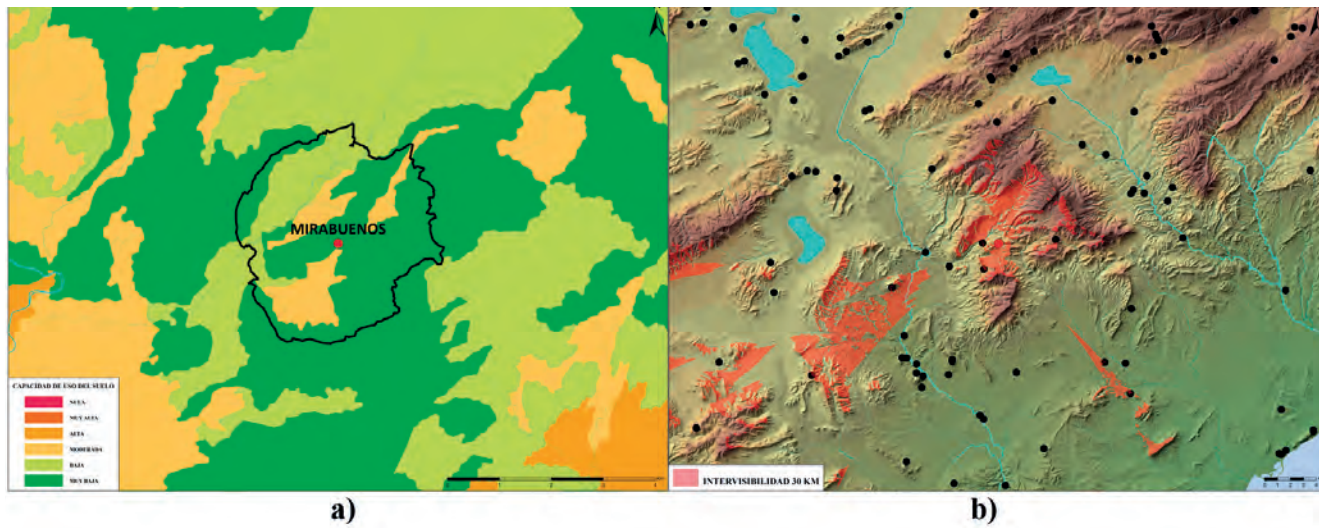 MIRABUENOS
CAPACIDAD DE USO DEL SUELO
NULA
MUY ALTA
ALTA
MODERADA
BAJA
MUY BAJA
INTERVISIBILIDAD 30 KM
a)
b)